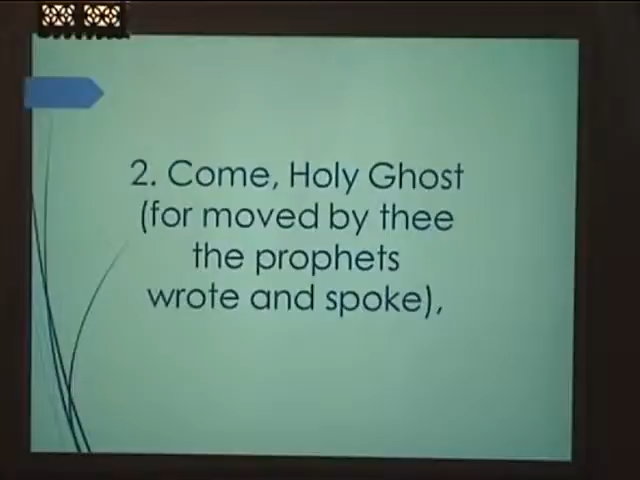 2. Come, Holy Ghost
(for moved by thee
the prophets
wrote and spoke),